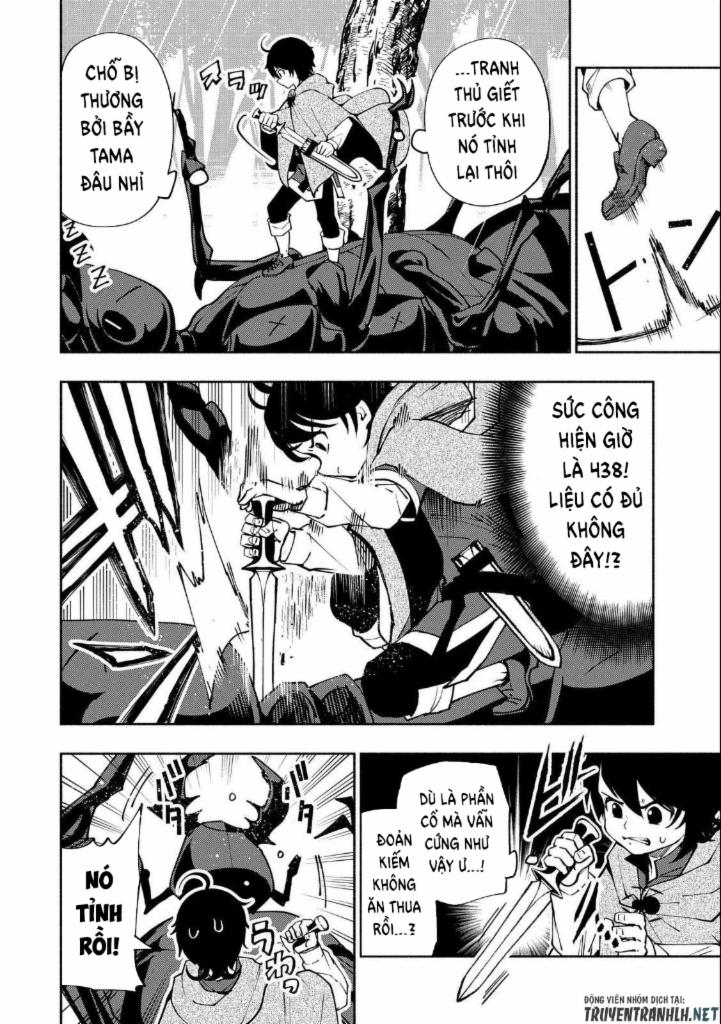 ...TRANH
THỦ GIẾT
TRƯỚC KHI
NÓ TỈNH
LẠI THÔI
CHỖ BỊ
THƯƠNG
BỞI BẦY
TAMA
ĐÂU NHỈ
Z
Z
Z
SỨC CÔNG
HIỆN GIỜ
LÀ 438!
LIỆU CÓ ĐỦ
KHÔNG
ĐÂY!?
DÙ LÀ PHẦN
CỔ MÀ VẪN
CỨNG NHƯ
VẬY Ư...!
ĐOẢN
KIẾM
KHÔNG
ĂN THUA
RỒI...?
NÓ
TỈNH
RỒI!
ĐỘNG VIÊN NHÓM DỊCH TẠI:
TRUYENTRANHLH.NET